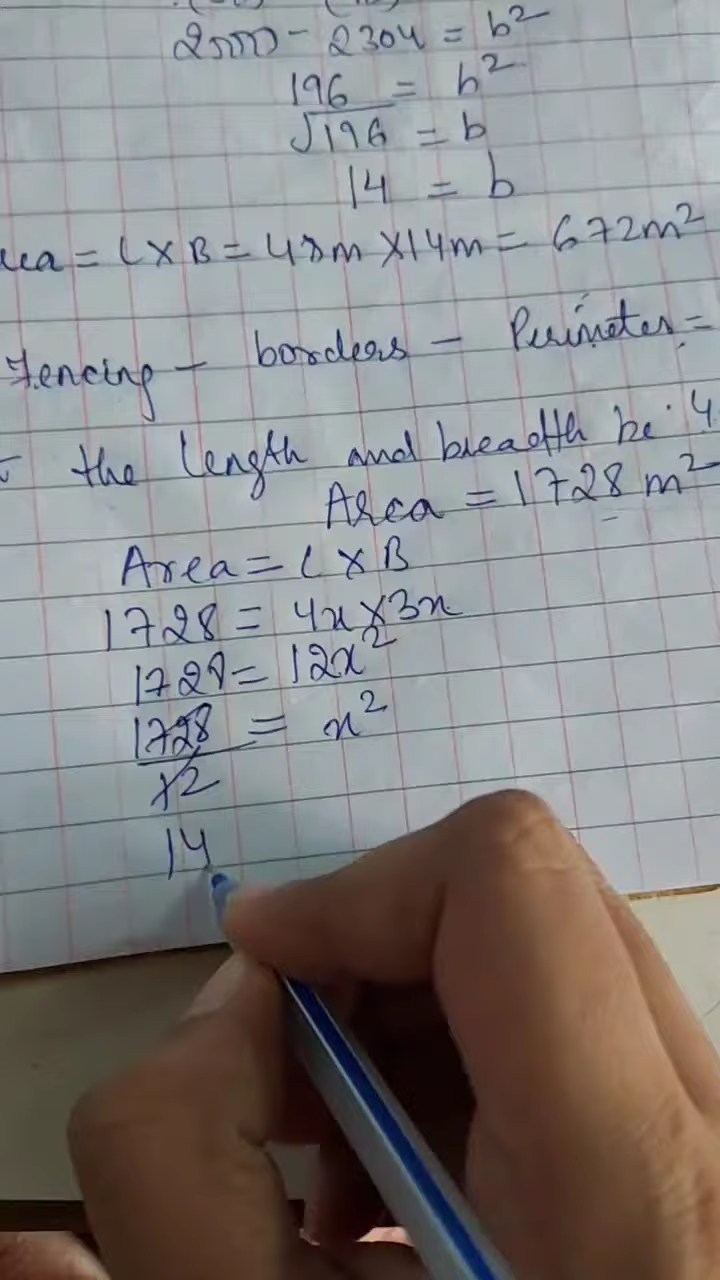 2500 - 2304 = b²
196 = b²
√196 = b
14 = b
= L X B = 48m X 14m = 672m²
Fencing - borders - Perimeter =
the length and breadth be 4
Area = 1728 m²
Area = L X B
1728 = 4x X 3x
1728 = 12x²
1728/12 = x²
14